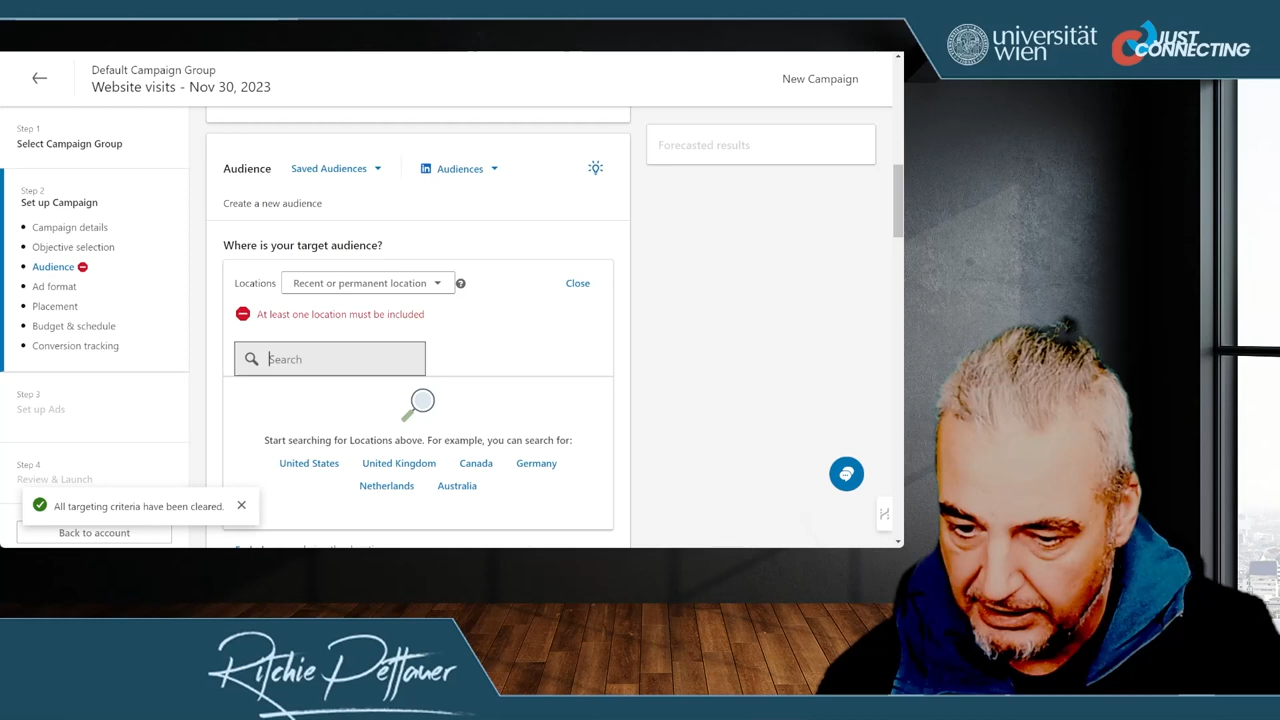 universität
wien
JUST
CONNECTING
Default Campaign Group
Website visits - Nov 30, 2023
New Campaign
Step 1
Select Campaign Group
Step 2
Set up Campaign
Campaign details
Objective selection
Audience
Ad format
Placement
Budget & schedule
Conversion tracking
Step 3
Set up Ads
Step 4
Review & Launch
All targeting criteria have been cleared.
Back to account
Audience
Saved Audiences
in Audiences
Create a new audience
Where is your target audience?
Locations
Recent or permanent location
?
Close
At least one location must be included
Search
Start searching for Locations above. For example, you can search for:
United States United Kingdom Canada Germany
Netherlands Australia
Forecasted results
Ritchie Pettauer